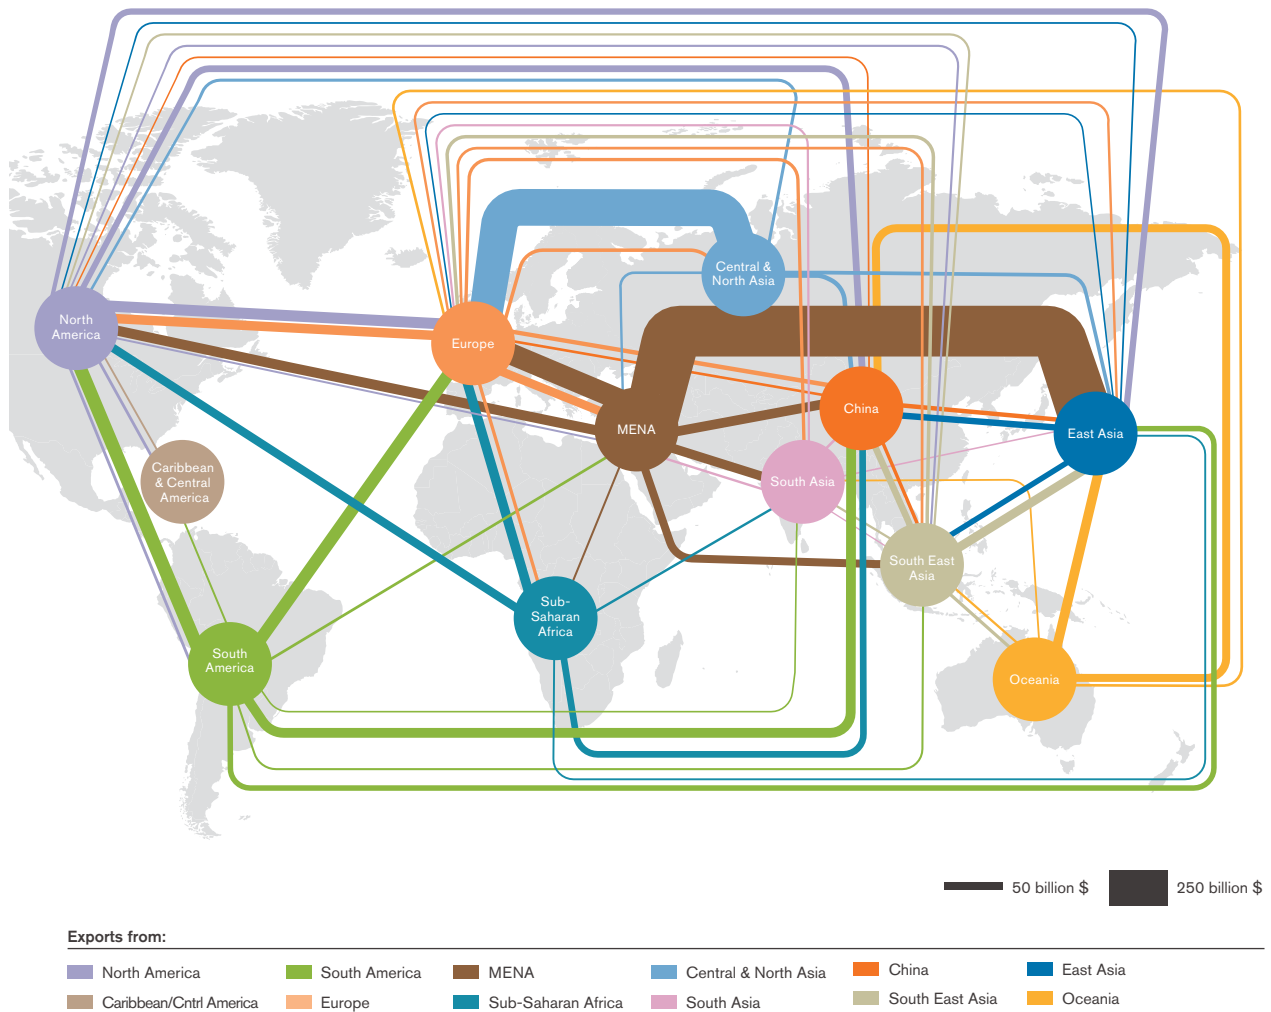 Central &
North Asia
North
America
Europe
China
MENA
East Asia
Caribbean
& Central
America
South Asia
South East
Asia
Sub-
Saharan
Africa
South
America
Oceania
50 billion $
250 billion $
Exports from:
North America
South America
MENA
Central & North Asia
China
East Asia
Caribbean/Cntrl America
Europe
Sub-Saharan Africa
South Asia
South East Asia
Oceania